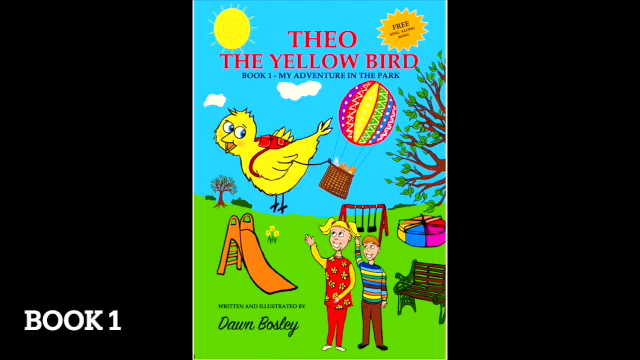 FREE
SING ALONG
SONG
THEO
THE YELLOW BIRD
BOOK 1 - MY ADVENTURE IN THE PARK
WRITTEN AND ILLUSTRATED BY
Dawn Bosley
BOOK 1